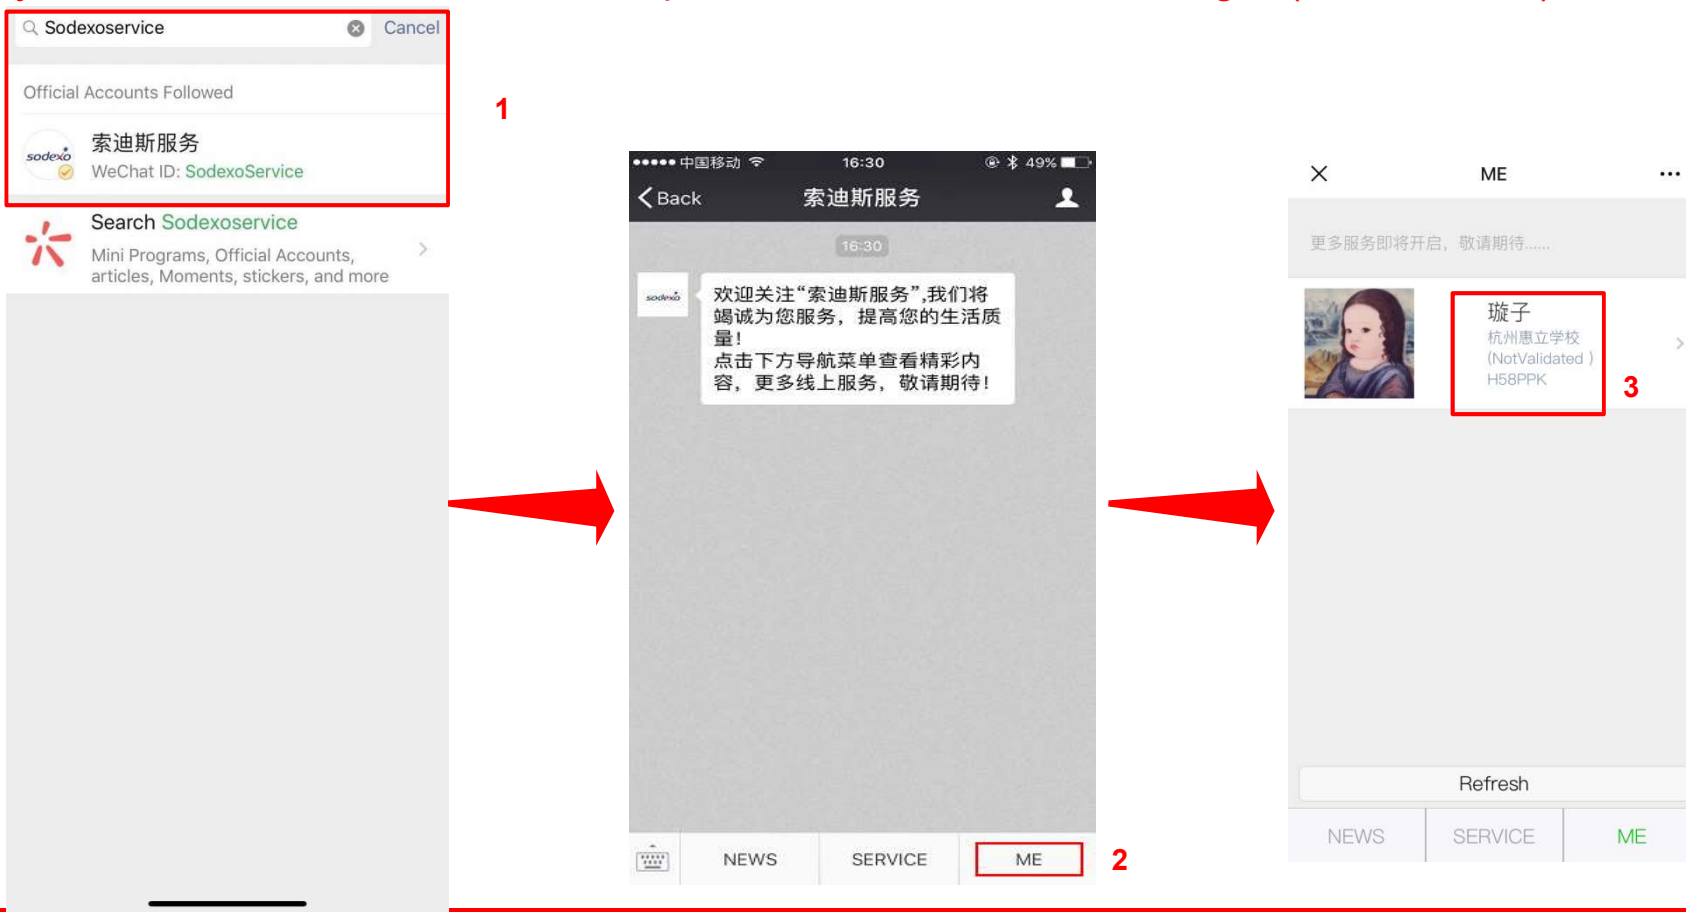 Sodexoservice
Cancel
Official Accounts Followed
sodexo
索迪斯服务
WeChat ID: SodexoService
Search Sodexoservice
Mini Programs, Official Accounts,
articles, Moments, stickers, and more
1
中国移动
16:30
49%
Back
索迪斯服务
16:30
sodexo
欢迎关注“索迪斯服务”,我们将
竭诚为您服务，提高您的生活质
量!
点击下方导航菜单查看精彩内
容，更多线上服务，敬请期待!
NEWS
SERVICE
ME
2
ME
更多服务即将开启，敬请期待......
璇子
杭州惠立学校
(NotValidated )
H58PPK
3
Refresh
NEWS
SERVICE
ME